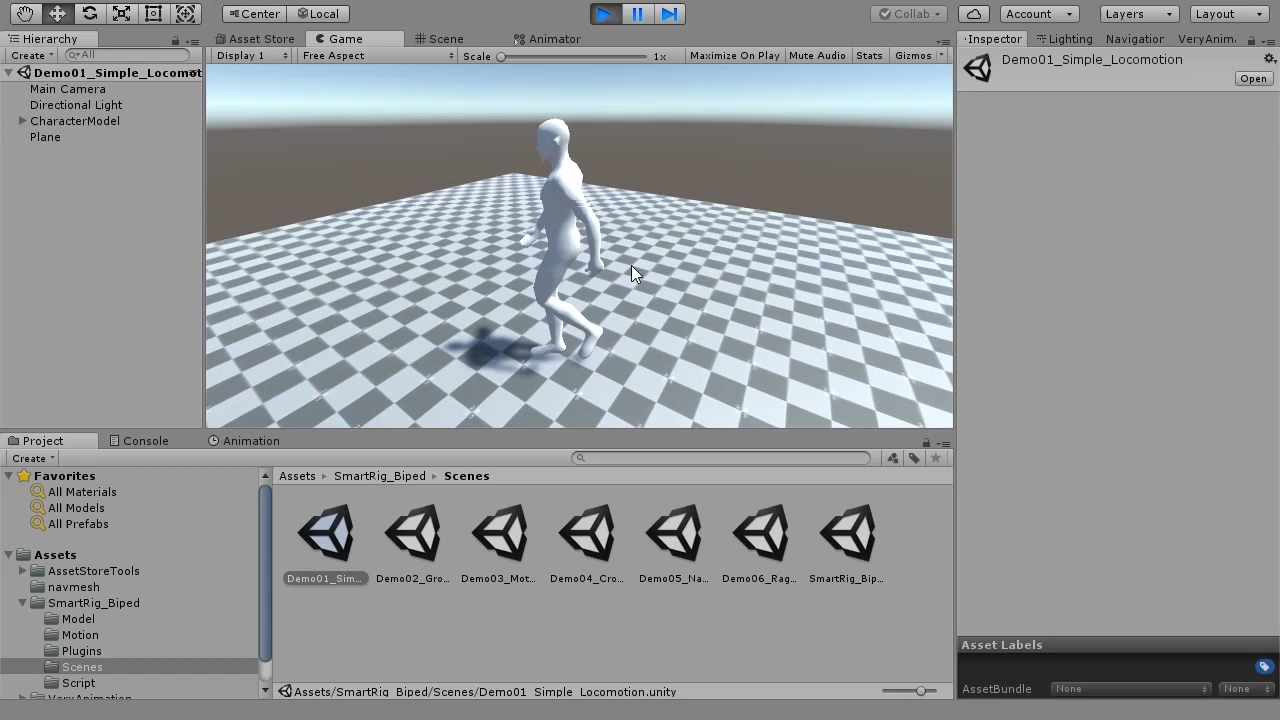 Center Local Collab Account Layers Layout
Hierarchy Asset Store Game Scene Animator Inspector Lighting Navigation VeryAnim
Create All Display 1 Free Aspect Scale 1x Maximize On Play Mute Audio Stats Gizmos Demo01_Simple_Locomotion
Open
Demo01_Simple_Locomot
Main Camera
Directional Light
CharacterModel
Plane
Project Console Animation
Create
Favorites Assets SmartRig_Biped Scenes
All Materials
All Models
All Prefabs
Assets
AssetStoreTools
navmesh
SmartRig_Biped
Model
Motion
Plugins
Scenes
Script
Demo01_Sim... Demo02_Gro... Demo03_Mot... Demo04_Cro... Demo05_Na... Demo06_Rag... SmartRig_Bip...
Assets/SmartRig_Biped/Scenes/Demo01_Simple_Locomotion.unity
Asset Labels
AssetBundle None None